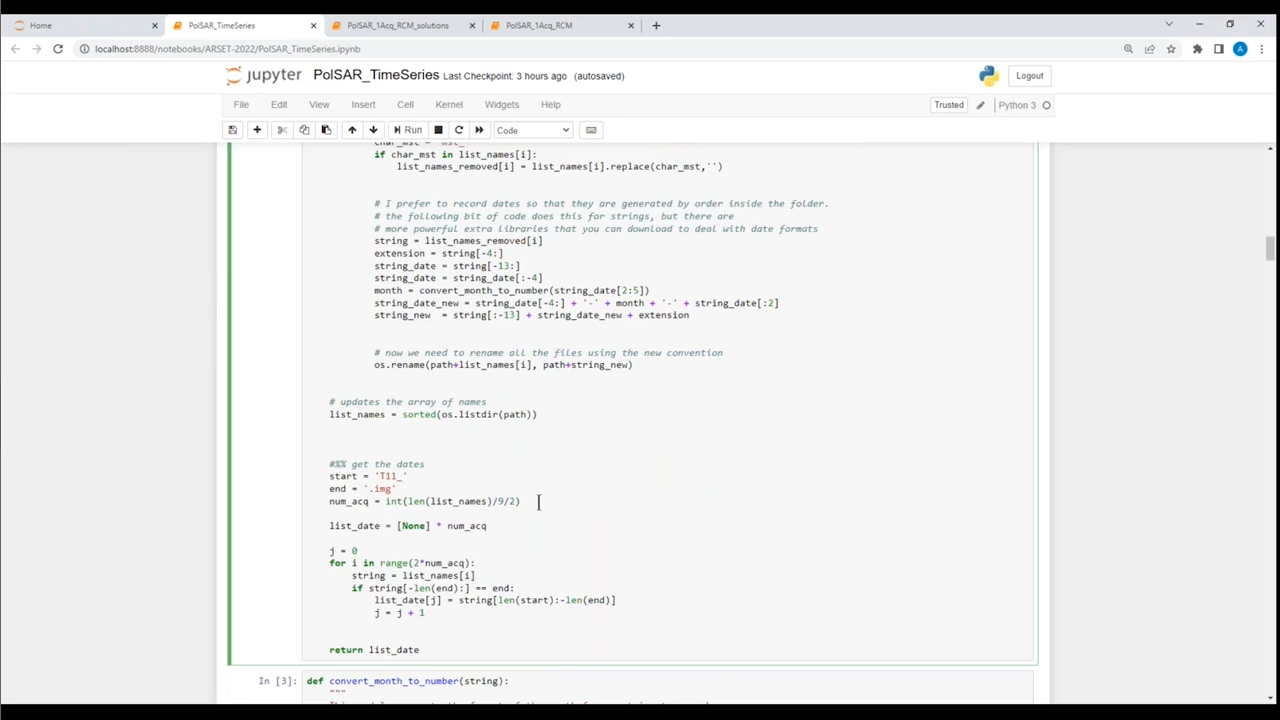 Home
PolSAR_TimeSeries
PolSAR_1Acq_RCM_solutions
PolSAR_1Acq_RCM
localhost:8888/notebooks/ARSET-2022/PolSAR_TimeSeries.ipynb
A
jupyter PolSAR_TimeSeries Last Checkpoint: 3 hours ago (autosaved)
Logout
File Edit View Insert Cell Kernel Widgets Help
Trusted
Python 3
Run
Code
if char_mst in list_names[i]:
list_names_removed[i] = list_names[i].replace(char_mst,'')
# I prefer to record dates so that they are generated by order inside the folder.
# the following bit of code does this for strings, but there are
# more powerful extra libraries that you can download to deal with date formats
string = list_names_removed[i]
extension = string[-4:]
string_date = string[-13:]
string_date = string_date[:-4]
month = convert_month_to_number(string_date[2:5])
string_date_new = string_date[-4:] + '-' + month + '-' + string_date[:2]
string_new  = string[:-13] + string_date_new + extension
# now we need to rename all the files using the new convention
os.rename(path+list_names[i], path+string_new)
# updates the array of names
list_names = sorted(os.listdir(path))
#%% get the dates
start = 'T11_'
end = '.img'
num_acq = int(len(list_names)/9/2)
list_date = [None] * num_acq
j = 0
for i in range(2*num_acq):
string = list_names[i]
if string[-len(end):] == end:
list_date[j] = string[len(start):-len(end)]
j = j + 1
return list_date
In [3]:
def convert_month_to_number(string):
"""